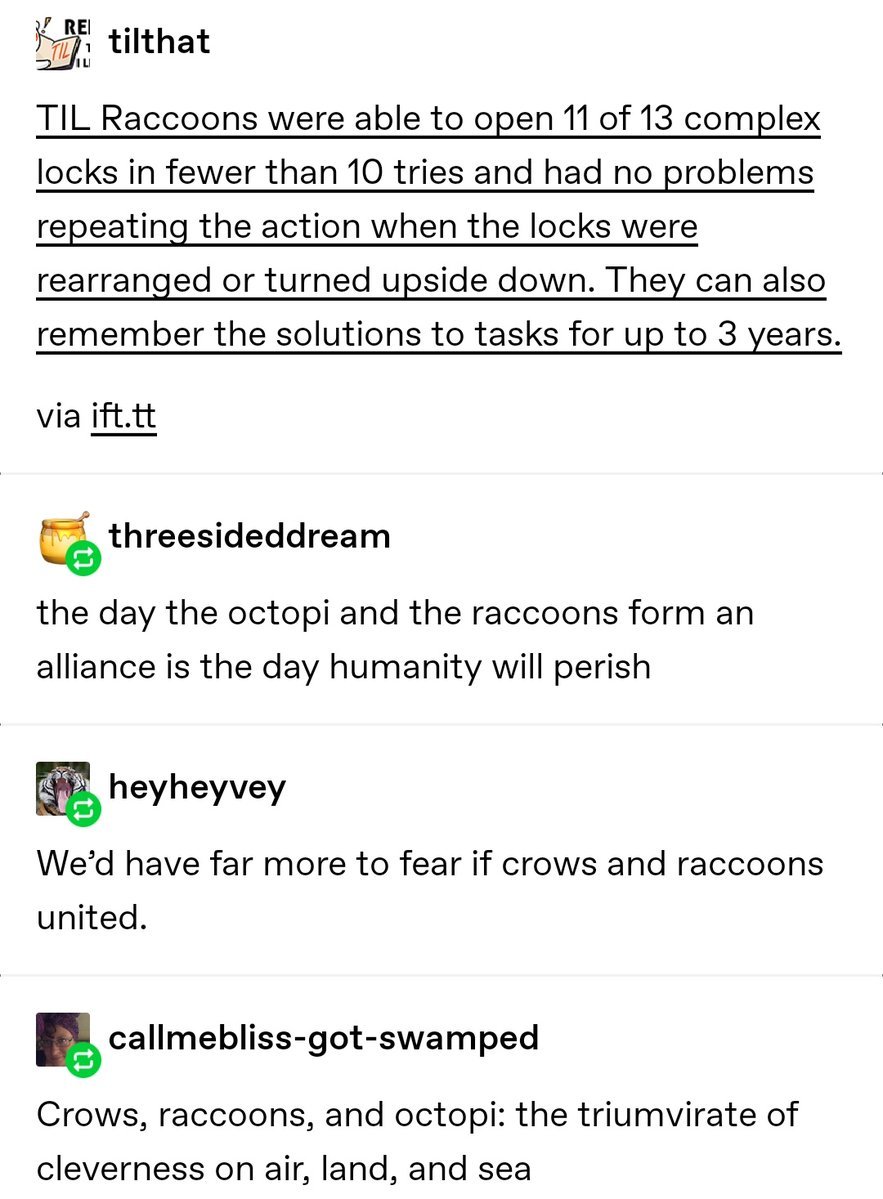 tilthat
TIL Raccoons were able to open 11 of 13 complex
locks in fewer than 10 tries and had no problems
repeating the action when the locks were
rearranged or turned upside down. They can also
remember the solutions to tasks for up to 3 years.
via ift.tt
threesideddream
the day the octopi and the raccoons form an
alliance is the day humanity will perish
heyheyvey
We’d have far more to fear if crows and raccoons
united.
callmebliss-got-swamped
Crows, raccoons, and octopi: the triumvirate of
cleverness on air, land, and sea